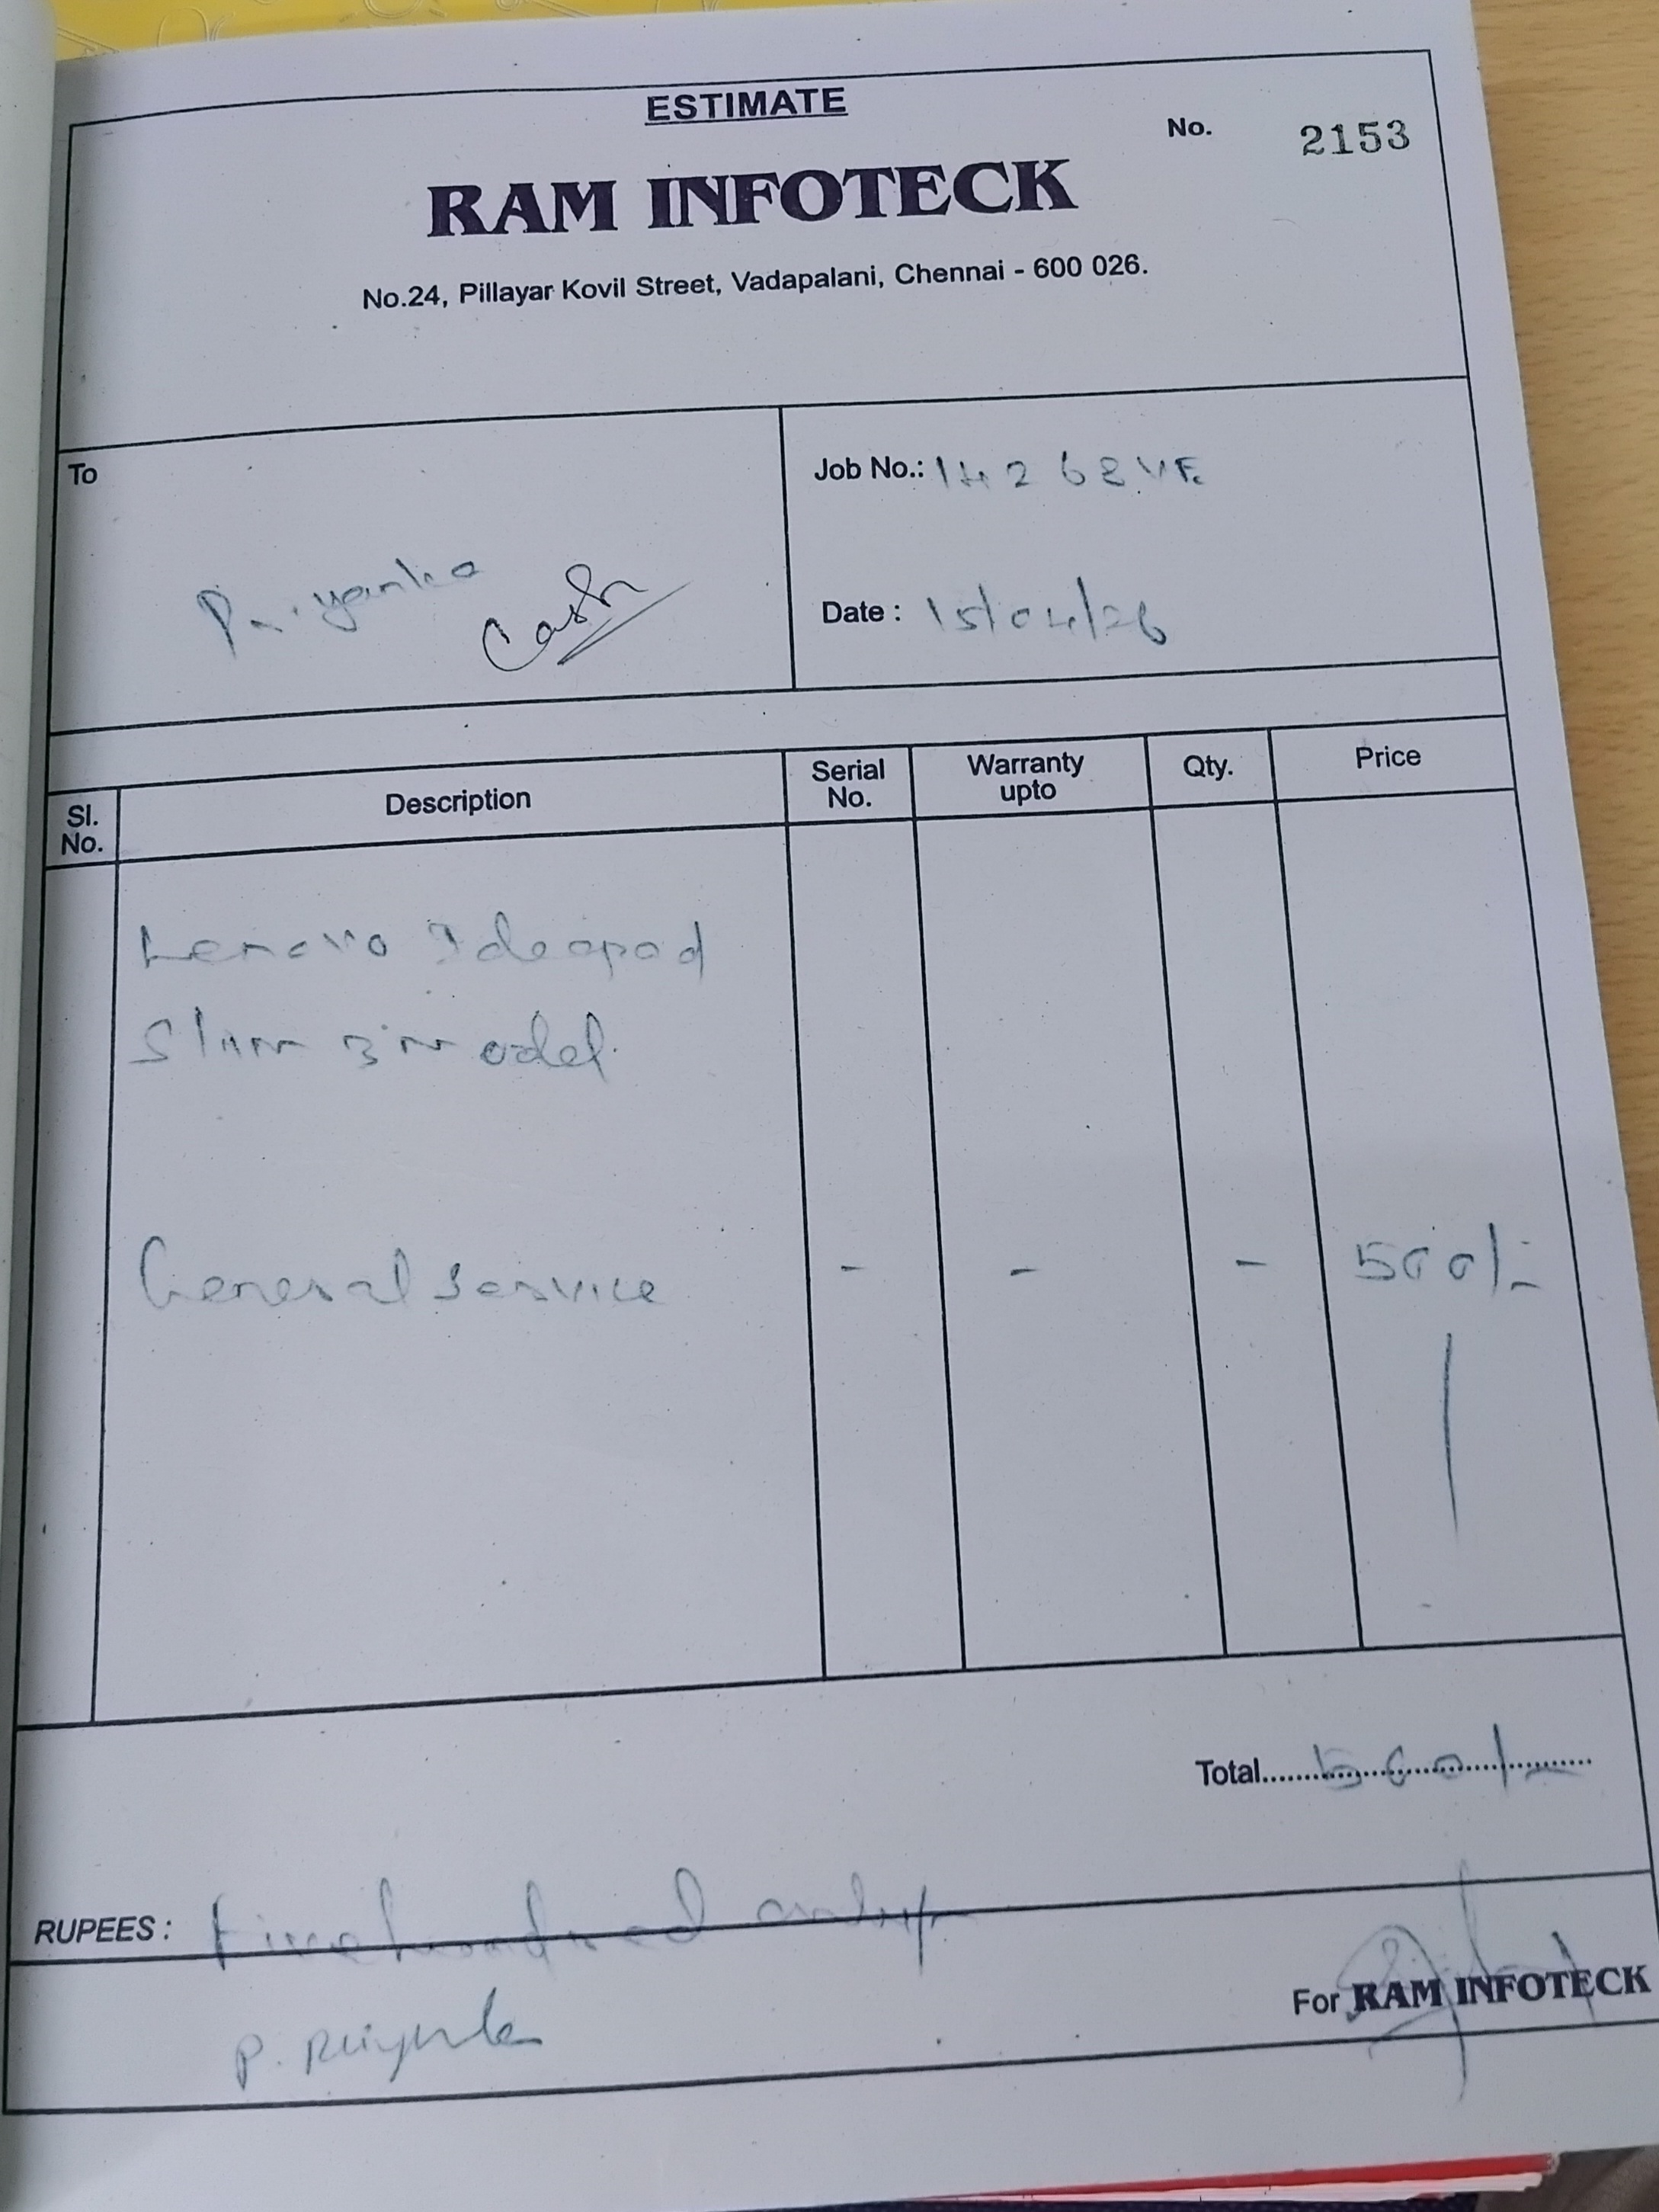 ESTIMATE
No. 2153
RAM INFOTECK
No.24, Pillayar Kovil Street, Vadapalani, Chennai - 600 026.
To
Priyanka
Cash
Job No.: 14268
Date : 15/04/26
Sl. No. Description Serial No. Warranty upto Qty. Price
Lenovo Ideapad
Slim 3 model.
General Service - - - 500/-
Total 500/-
RUPEES : Five hundred only
P. Priyanka
For RAM INFOTECK